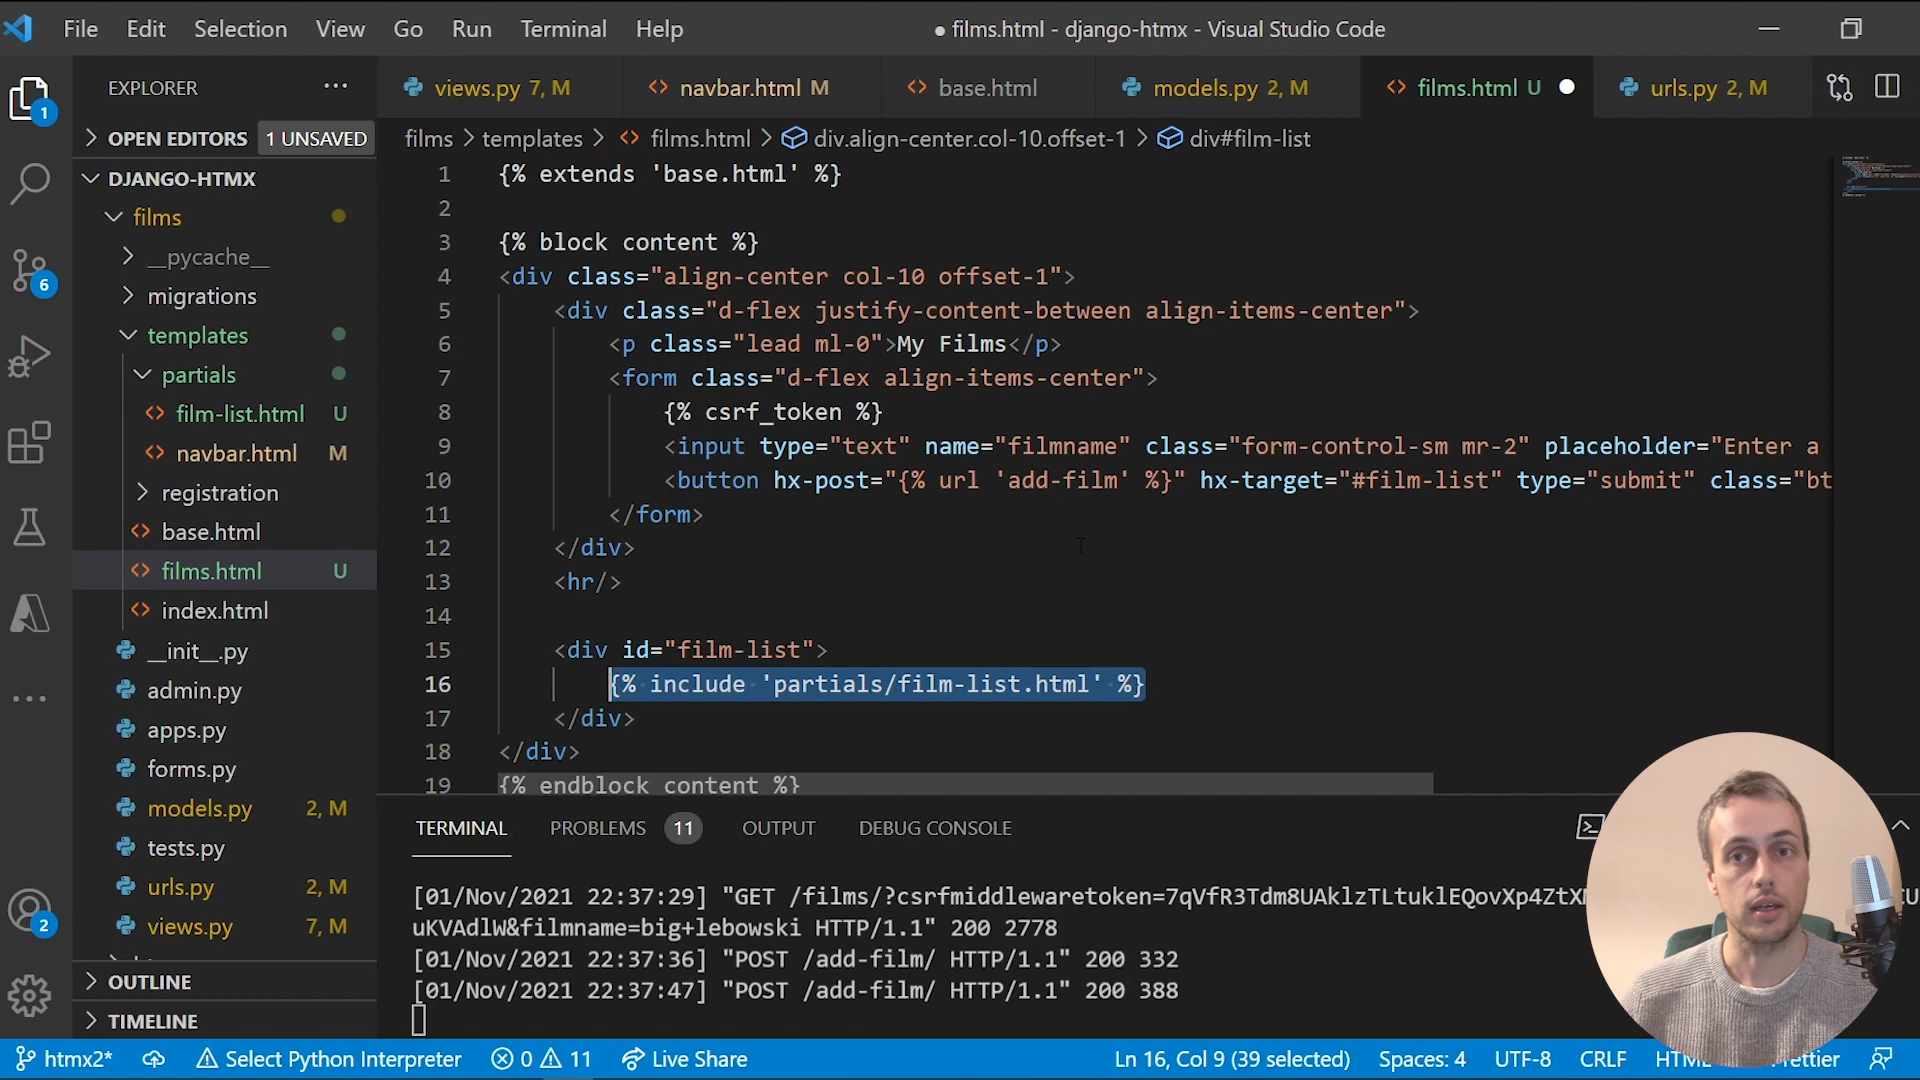 File Edit Selection View Go Run Terminal Help
● films.html - django-htmx - Visual Studio Code
EXPLORER
views.py 7, M
navbar.html M
base.html
models.py 2, M
films.html U
urls.py 2, M
OPEN EDITORS 1 UNSAVED
films > templates > films.html > div.align-center.col-10.offset-1 > div#film-list
DJANGO-HTMX
films
__pycache__
migrations
templates
partials
film-list.html U
navbar.html M
registration
base.html
films.html U
index.html
__init__.py
admin.py
apps.py
forms.py
models.py 2, M
tests.py
urls.py 2, M
views.py 7, M
OUTLINE
TIMELINE
1
6
2
1 {% extends 'base.html' %}
2
3 {% block content %}
4 <div class="align-center col-10 offset-1">
5 <div class="d-flex justify-content-between align-items-center">
6 <p class="lead ml-0">My Films</p>
7 <form class="d-flex align-items-center">
8 {% csrf_token %}
9 <input type="text" name="filmname" class="form-control-sm mr-2" placeholder="Enter a
10 <button hx-post="{% url 'add-film' %}" hx-target="#film-list" type="submit" class="bt
11 </form>
12 </div>
13 <hr/>
14
15 <div id="film-list">
16 {% include 'partials/film-list.html' %}
17 </div>
18 </div>
19 {% endblock content %}
TERMINAL PROBLEMS 11 OUTPUT DEBUG CONSOLE
[01/Nov/2021 22:37:29] "GET /films/?csrfmiddlewaretoken=7qVfR3Tdm8UAklzTLtuklEQovXp4ZtX
uKVAdlW&filmname=big+lebowski HTTP/1.1" 200 2778
[01/Nov/2021 22:37:36] "POST /add-film/ HTTP/1.1" 200 332
[01/Nov/2021 22:37:47] "POST /add-film/ HTTP/1.1" 200 388
htmx2* Select Python Interpreter 0 11 Live Share
Ln 16, Col 9 (39 selected) Spaces: 4 UTF-8 CRLF